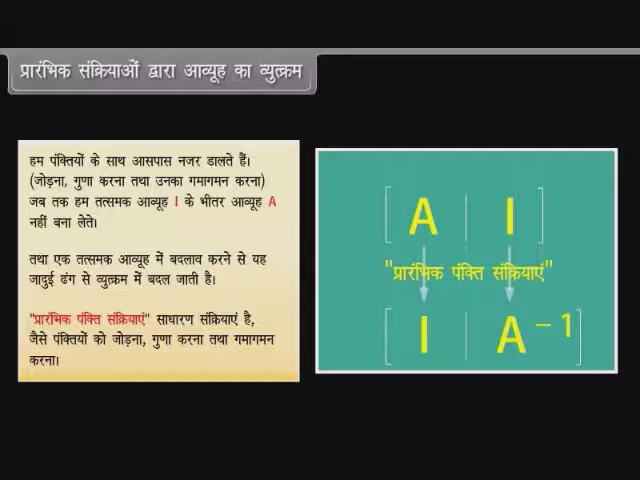 प्रारंभिक संक्रियाओं द्वारा आव्यूह का व्युत्क्रम
हम पंक्तियों के साथ आसपास नजर डालते हैं।
(जोड़ना, गुणा करना तथा उनका गमागमन करना)
जब तक हम तत्समक आव्यूह I के भीतर आव्यूह A
नहीं बना लेते।
तथा एक तत्समक आव्यूह में बदलाव करने से यह
जादुई ढंग से व्युत्क्रम में बदल जाती है।
"प्रारंभिक पंक्ति संक्रियाएं" साधारण संक्रियाएं है,
जैसे पंक्तियों को जोड़ना, गुणा करना तथा गमागमन
करना।
[ A | I ]
"प्रारंभिक पंक्ति संक्रियाएं"
[ I | A⁻¹ ]